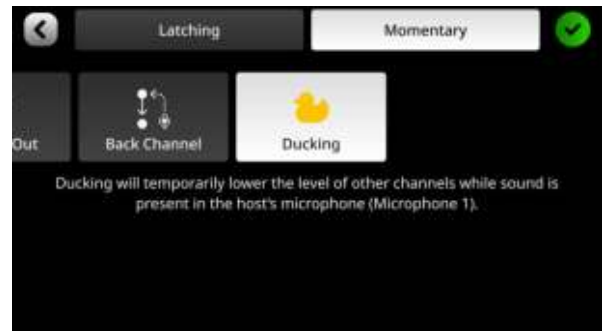 Latching
Momentary
Out
Back Channel
Ducking
Ducking will temporarily lower the level of other channels while sound is
present in the host's microphone (Microphone 1).